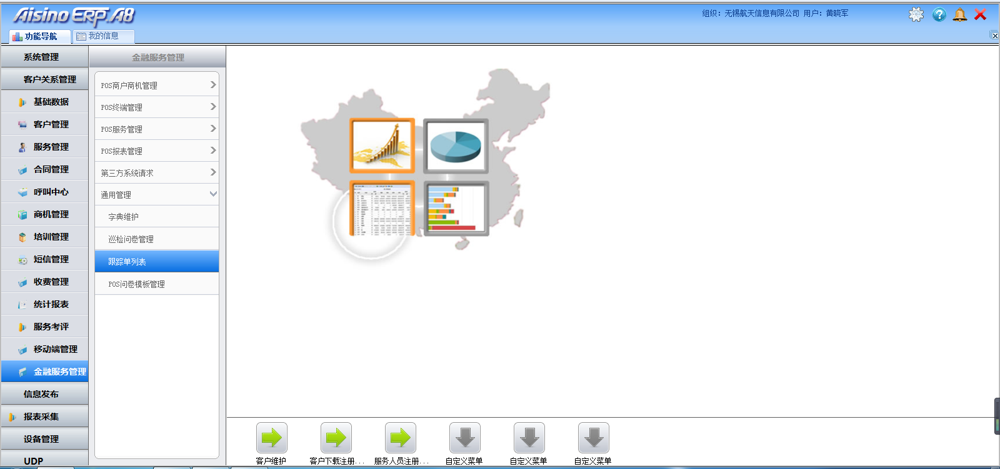 Aisino ERP.A8
组织：无锡航天信息有限公司 用户：黄晓军
功能导航
我的信息
系统管理
客户关系管理
基础数据
客户管理
服务管理
合同管理
呼叫中心
商机管理
培训管理
短信管理
收费管理
统计报表
服务考评
移动端管理
金融服务管理
信息发布
报表采集
设备管理
UDP
金融服务管理
POS商户商机管理
POS终端管理
POS服务管理
POS报表管理
第三方系统请求
通用管理
字典维护
巡检问卷管理
跟踪单列表
POS问卷模板管理
客户维护
客户下载注册...
服务人员注册...
自定义菜单
自定义菜单
自定义菜单